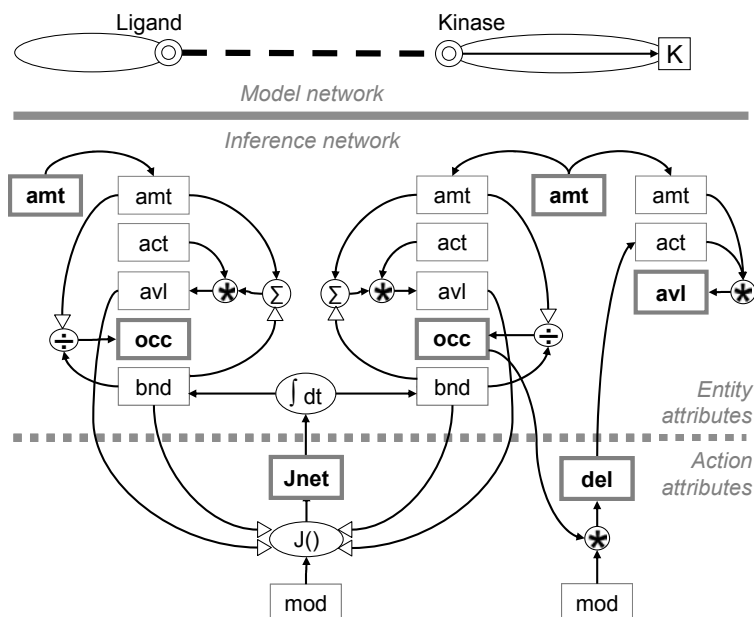 Ligand Kinase
K
Model network
Inference network
amt amt amt amt amt
act act act
avl avl avl
* Σ Σ * *
÷ occ occ ÷
bnd ∫ dt bnd
Entity
attributes
Action
attributes
Jnet del
J() *
mod mod